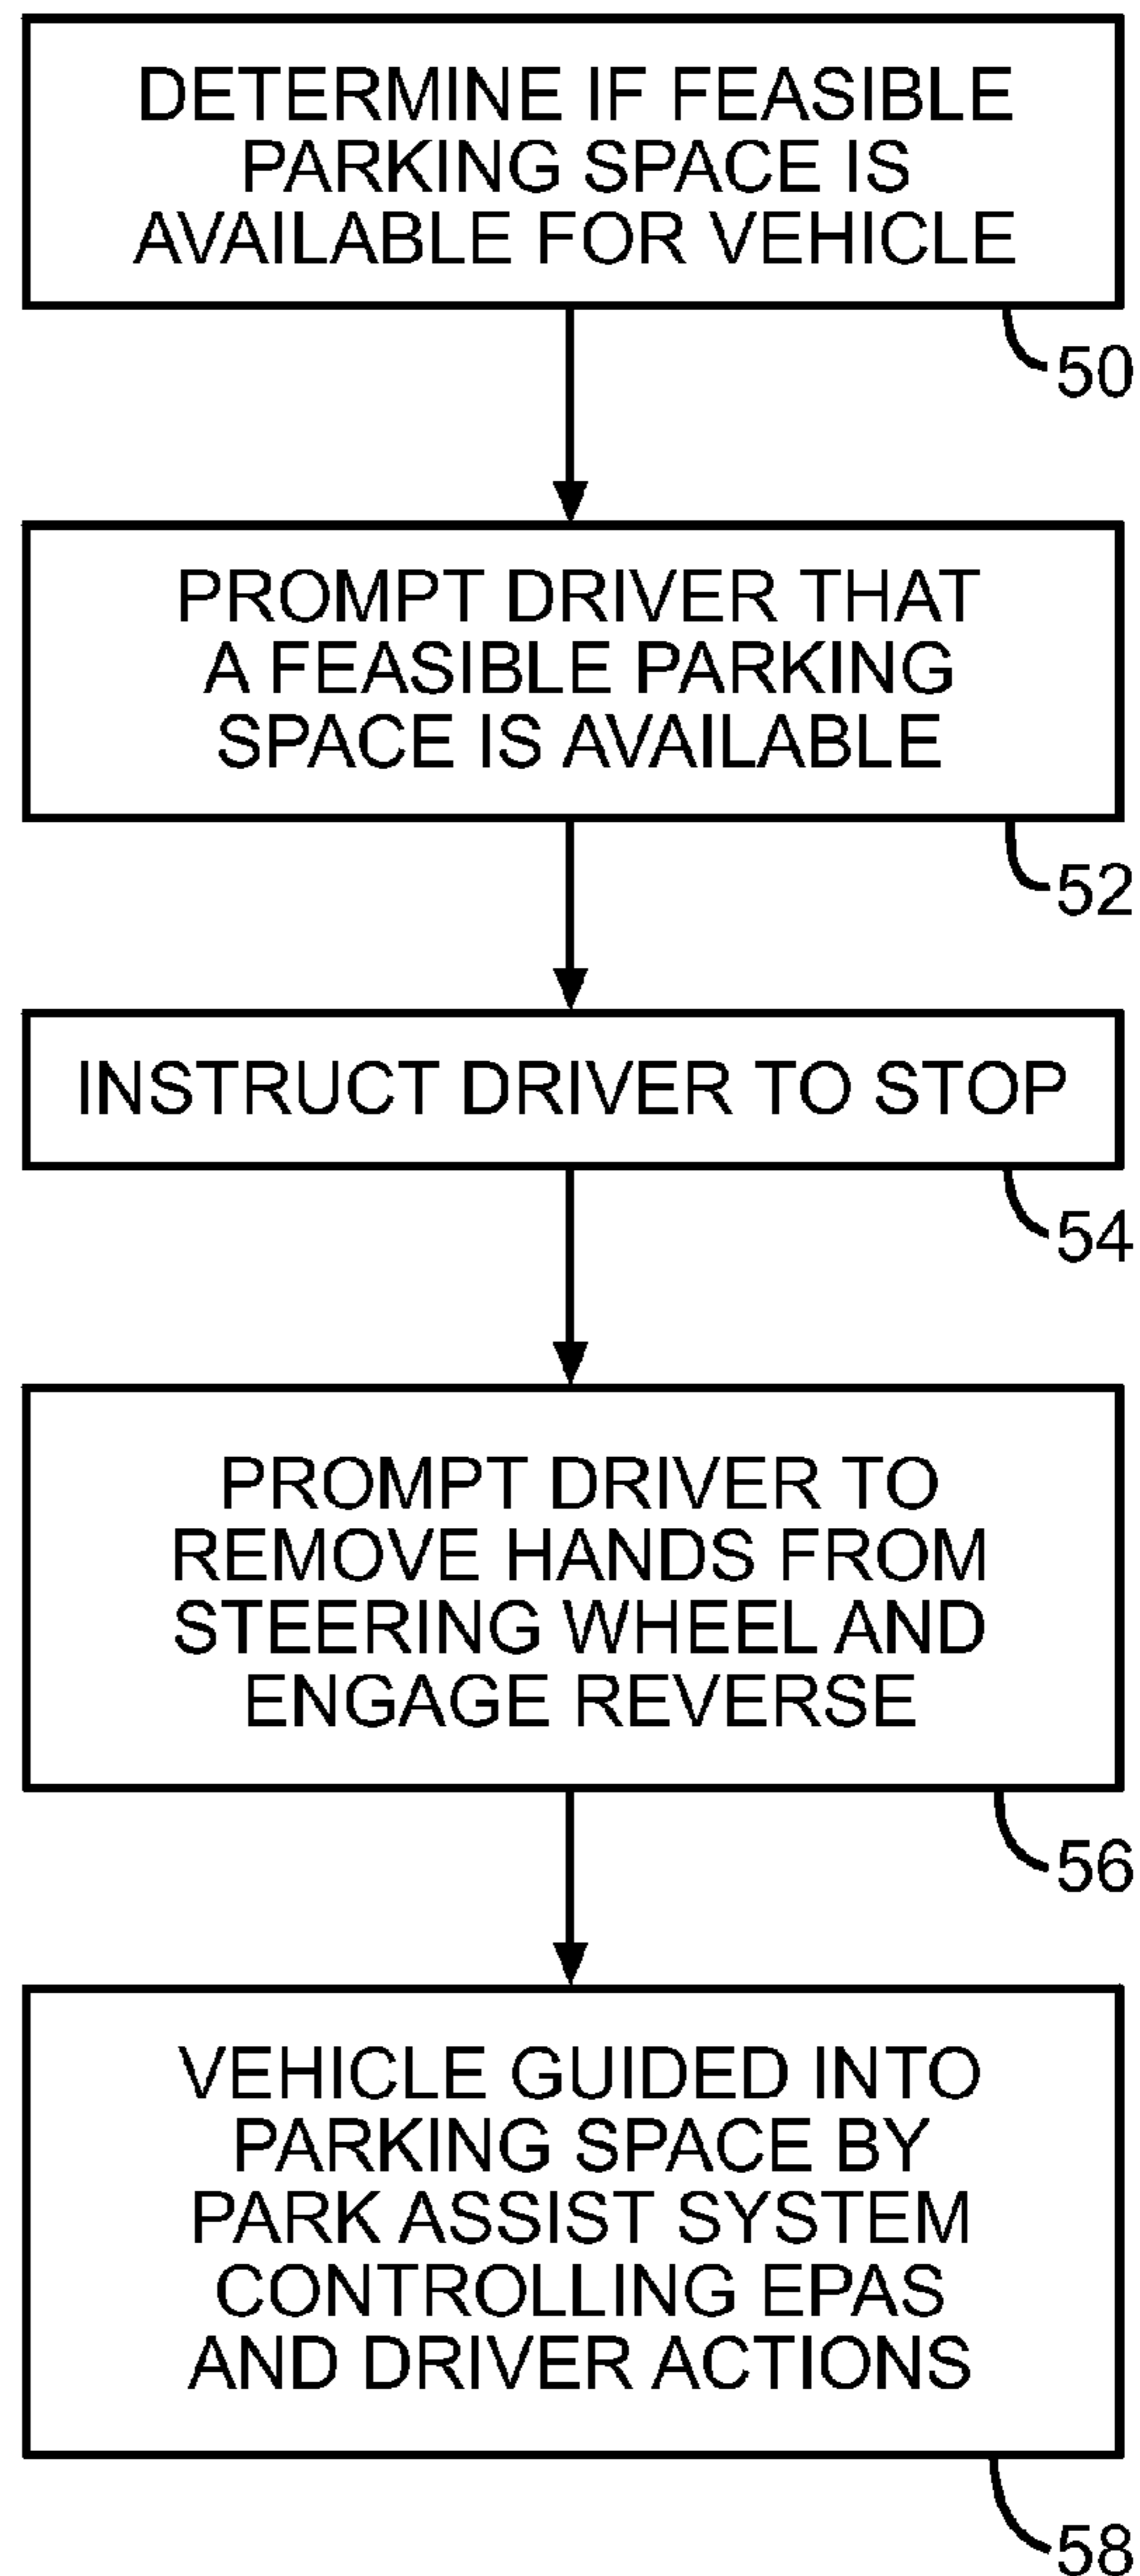 DETERMINE IF FEASIBLE
PARKING SPACE IS
AVAILABLE FOR VEHICLE
50
PROMPT DRIVER THAT
A FEASIBLE PARKING
SPACE IS AVAILABLE
52
INSTRUCT DRIVER TO STOP
54
PROMPT DRIVER TO
REMOVE HANDS FROM
STEERING WHEEL AND
ENGAGE REVERSE
56
VEHICLE GUIDED INTO
PARKING SPACE BY
PARK ASSIST SYSTEM
CONTROLLING EPAS
AND DRIVER ACTIONS
58